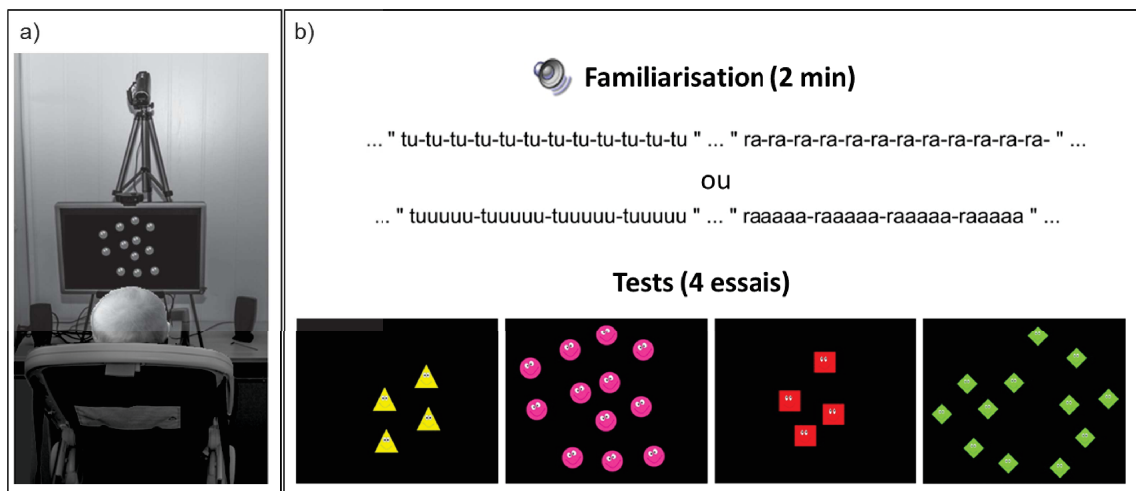 a)
b)
Familiarisation (2 min)
... " tu-tu-tu-tu-tu-tu-tu-tu-tu-tu-tu-tu " ... " ra-ra-ra-ra-ra-ra-ra-ra-ra-ra-ra-ra- " ...
ou
... " tuuuuu-tuuuuu-tuuuuu-tuuuuu " ... " raaaaa-raaaaa-raaaaa-raaaaa " ...
Tests (4 essais)